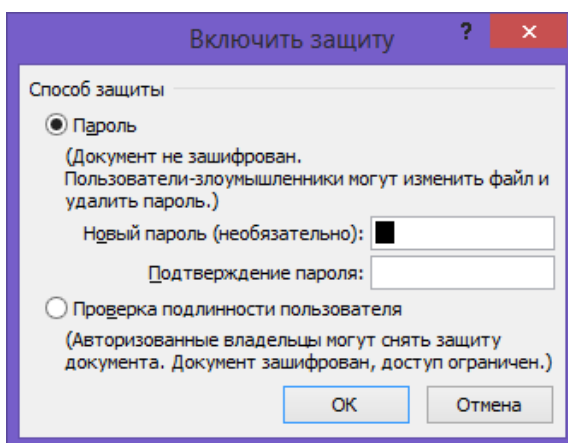 Включить защиту
?
×
Способ защиты
Пароль
(Документ не зашифрован.
Пользователи-злоумышленники могут изменить файл и
удалить пароль.)
Новый пароль (необязательно):
Подтверждение пароля:
Проверка подлинности пользователя
(Авторизованные владельцы могут снять защиту
документа. Документ зашифрован, доступ ограничен.)
ОК Отмена